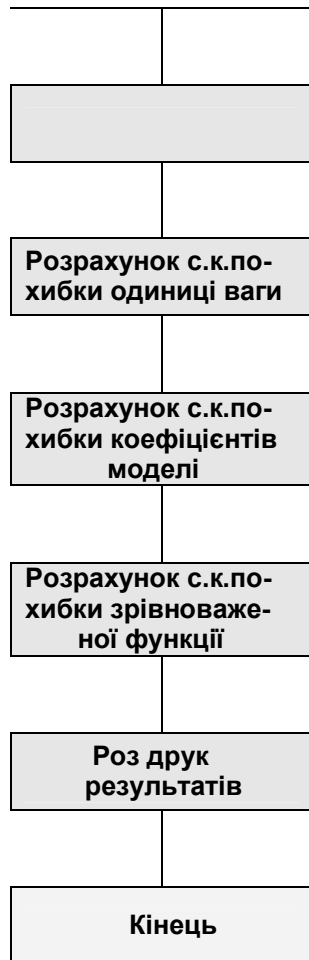 Розрахунок с.к.по-
хибки одиниці ваги
Розрахунок с.к.по-
хибки коефіцієнтів
моделі
Розрахунок с.к.по-
хибки зрівноваже-
ної функції
Роз друк
результатів
Кінець